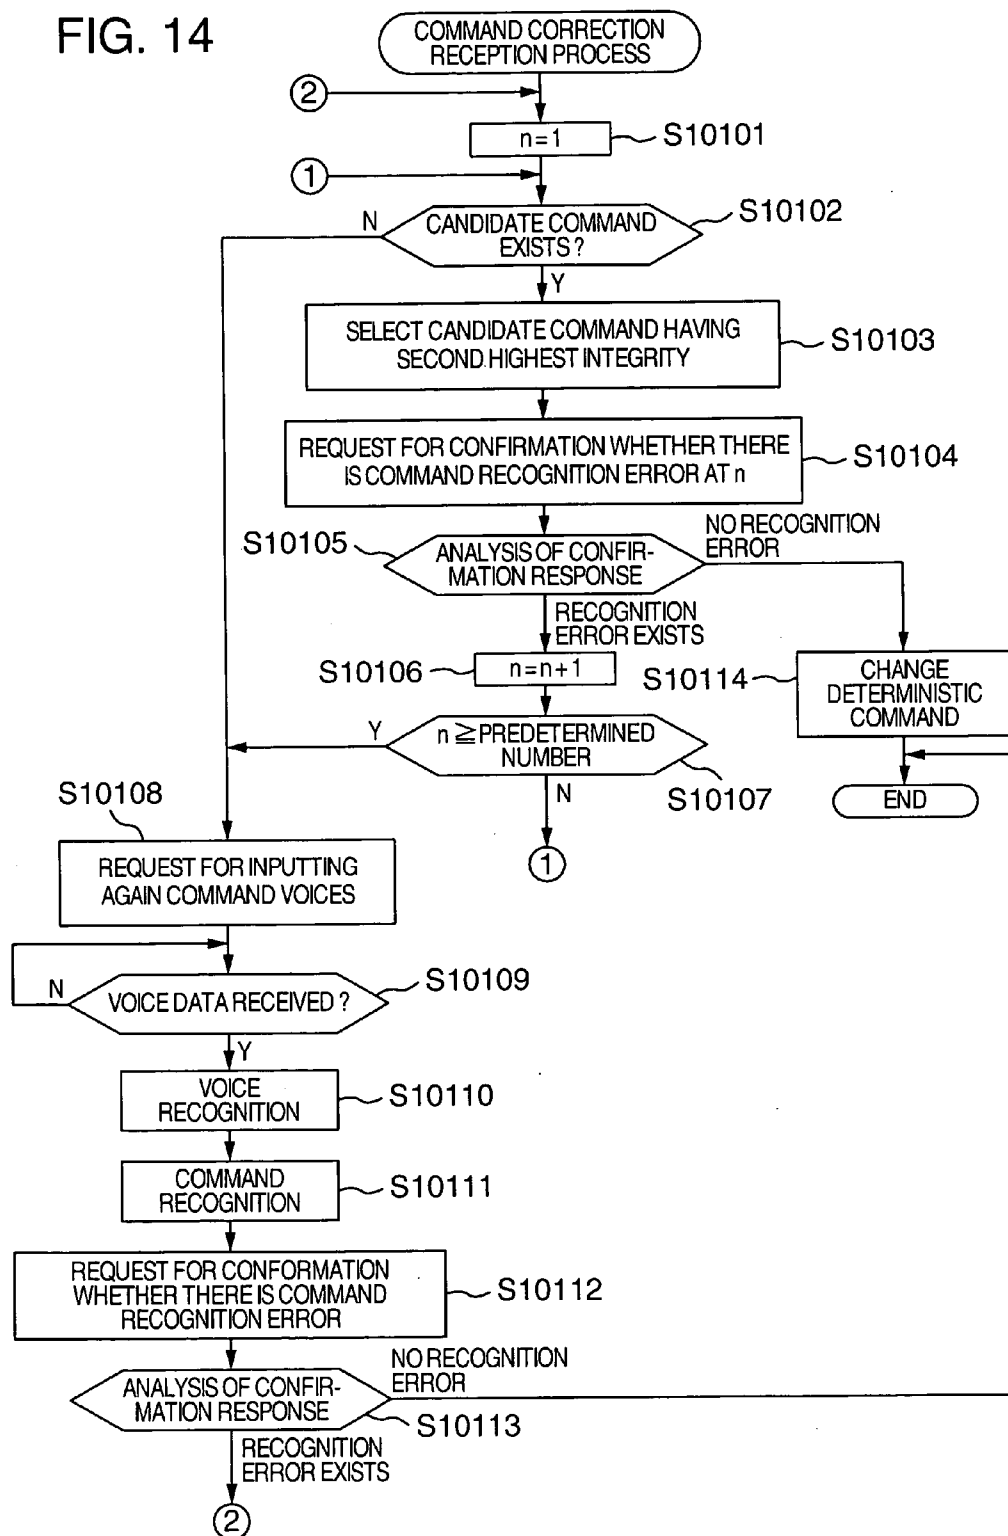 FIG. 14
COMMAND CORRECTION
RECEPTION PROCESS
2
n=1
S10101
1
N
CANDIDATE COMMAND
EXISTS ?
S10102
Y
SELECT CANDIDATE COMMAND HAVING
SECOND HIGHEST INTEGRITY
S10103
REQUEST FOR CONFIRMATION WHETHER THERE
IS COMMAND RECOGNITION ERROR AT n
S10104
S10105
ANALYSIS OF CONFIR-
MATION RESPONSE
NO RECOGNITION
ERROR
RECOGNITION
ERROR EXISTS
S10106
n=n+1
S10114
CHANGE
DETERMINISTIC
COMMAND
Y
n ≧ PREDETERMINED
NUMBER
S10107
N
END
1
S10108
REQUEST FOR INPUTTING
AGAIN COMMAND VOICES
N
VOICE DATA RECEIVED ?
S10109
Y
VOICE
RECOGNITION
S10110
COMMAND
RECOGNITION
S10111
REQUEST FOR CONFORMATION
WHETHER THERE IS COMMAND
RECOGNITION ERROR
S10112
ANALYSIS OF CONFIR-
MATION RESPONSE
NO RECOGNITION
ERROR
S10113
RECOGNITION
ERROR EXISTS
2